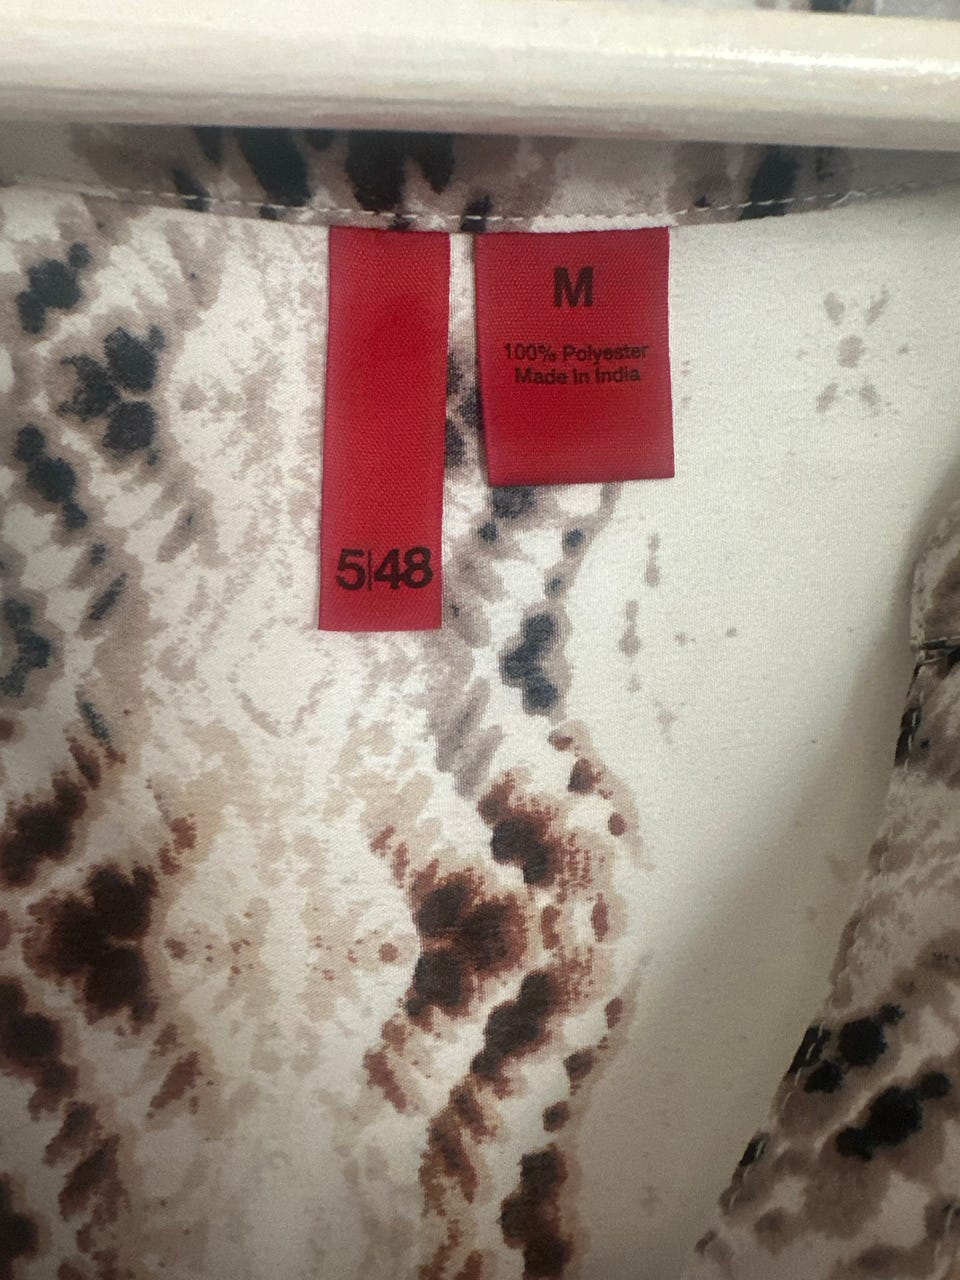 M
100% Polyester
Made in India
5|48